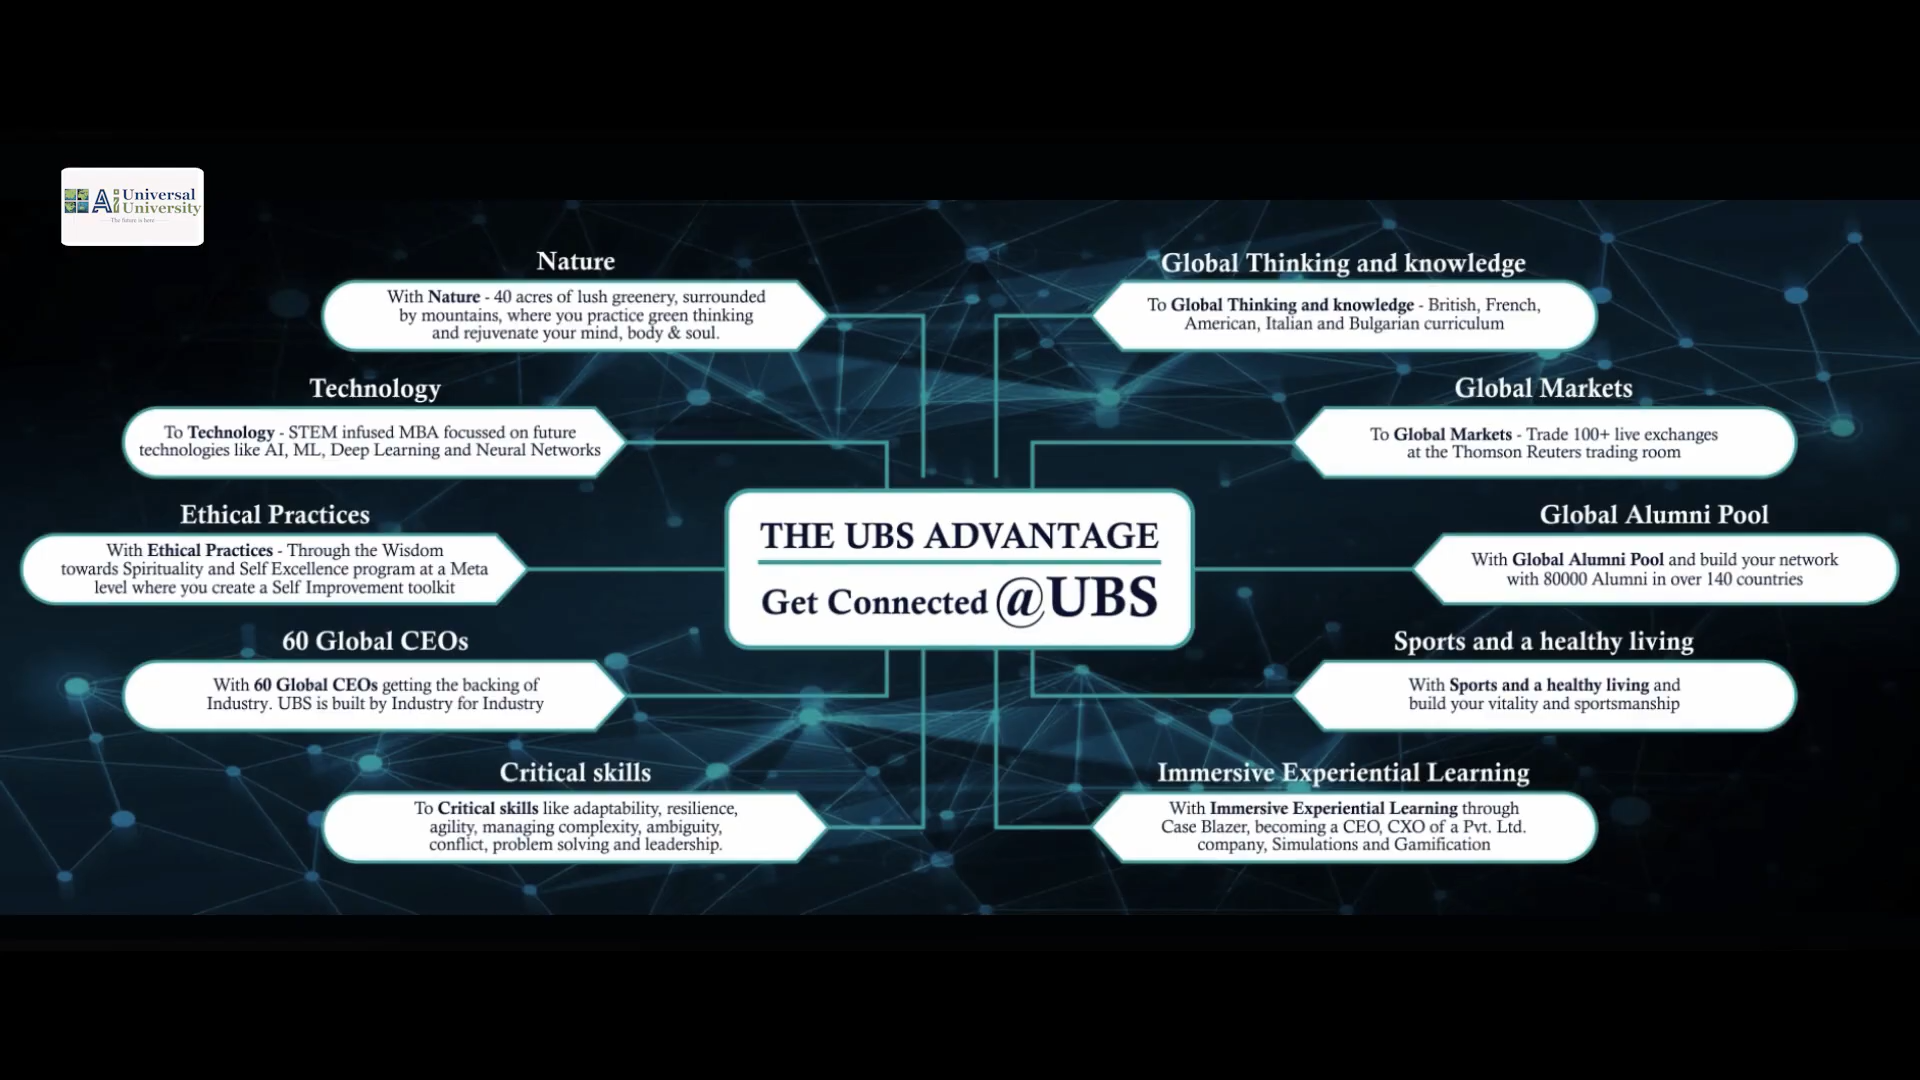 Ai Universal
University
The future is here
Nature
With Nature - 40 acres of lush greenery, surrounded
by mountains, where you practice green thinking
and rejuvenate your mind, body & soul.
Technology
To Technology - STEM infused MBA focussed on future
technologies like AI, ML, Deep Learning and Neural Networks
Ethical Practices
With Ethical Practices - Through the Wisdom
towards Spirituality and Self Excellence program at a Meta
level where you create a Self Improvement toolkit
60 Global CEOs
With 60 Global CEOs getting the backing of
Industry. UBS is built by Industry for Industry
Critical skills
To Critical skills like adaptability, resilience,
agility, managing complexity, ambiguity,
conflict, problem solving and leadership.
THE UBS ADVANTAGE
Get Connected @UBS
Global Thinking and knowledge
To Global Thinking and knowledge - British, French,
American, Italian and Bulgarian curriculum
Global Markets
To Global Markets - Trade 100+ live exchanges
at the Thomson Reuters trading room
Global Alumni Pool
With Global Alumni Pool and build your network
with 80000 Alumni in over 140 countries
Sports and a healthy living
With Sports and a healthy living and
build your vitality and sportsmanship
Immersive Experiential Learning
With Immersive Experiential Learning through
Case Blazer, becoming a CEO, CXO of a Pvt. Ltd.
company, Simulations and Gamification